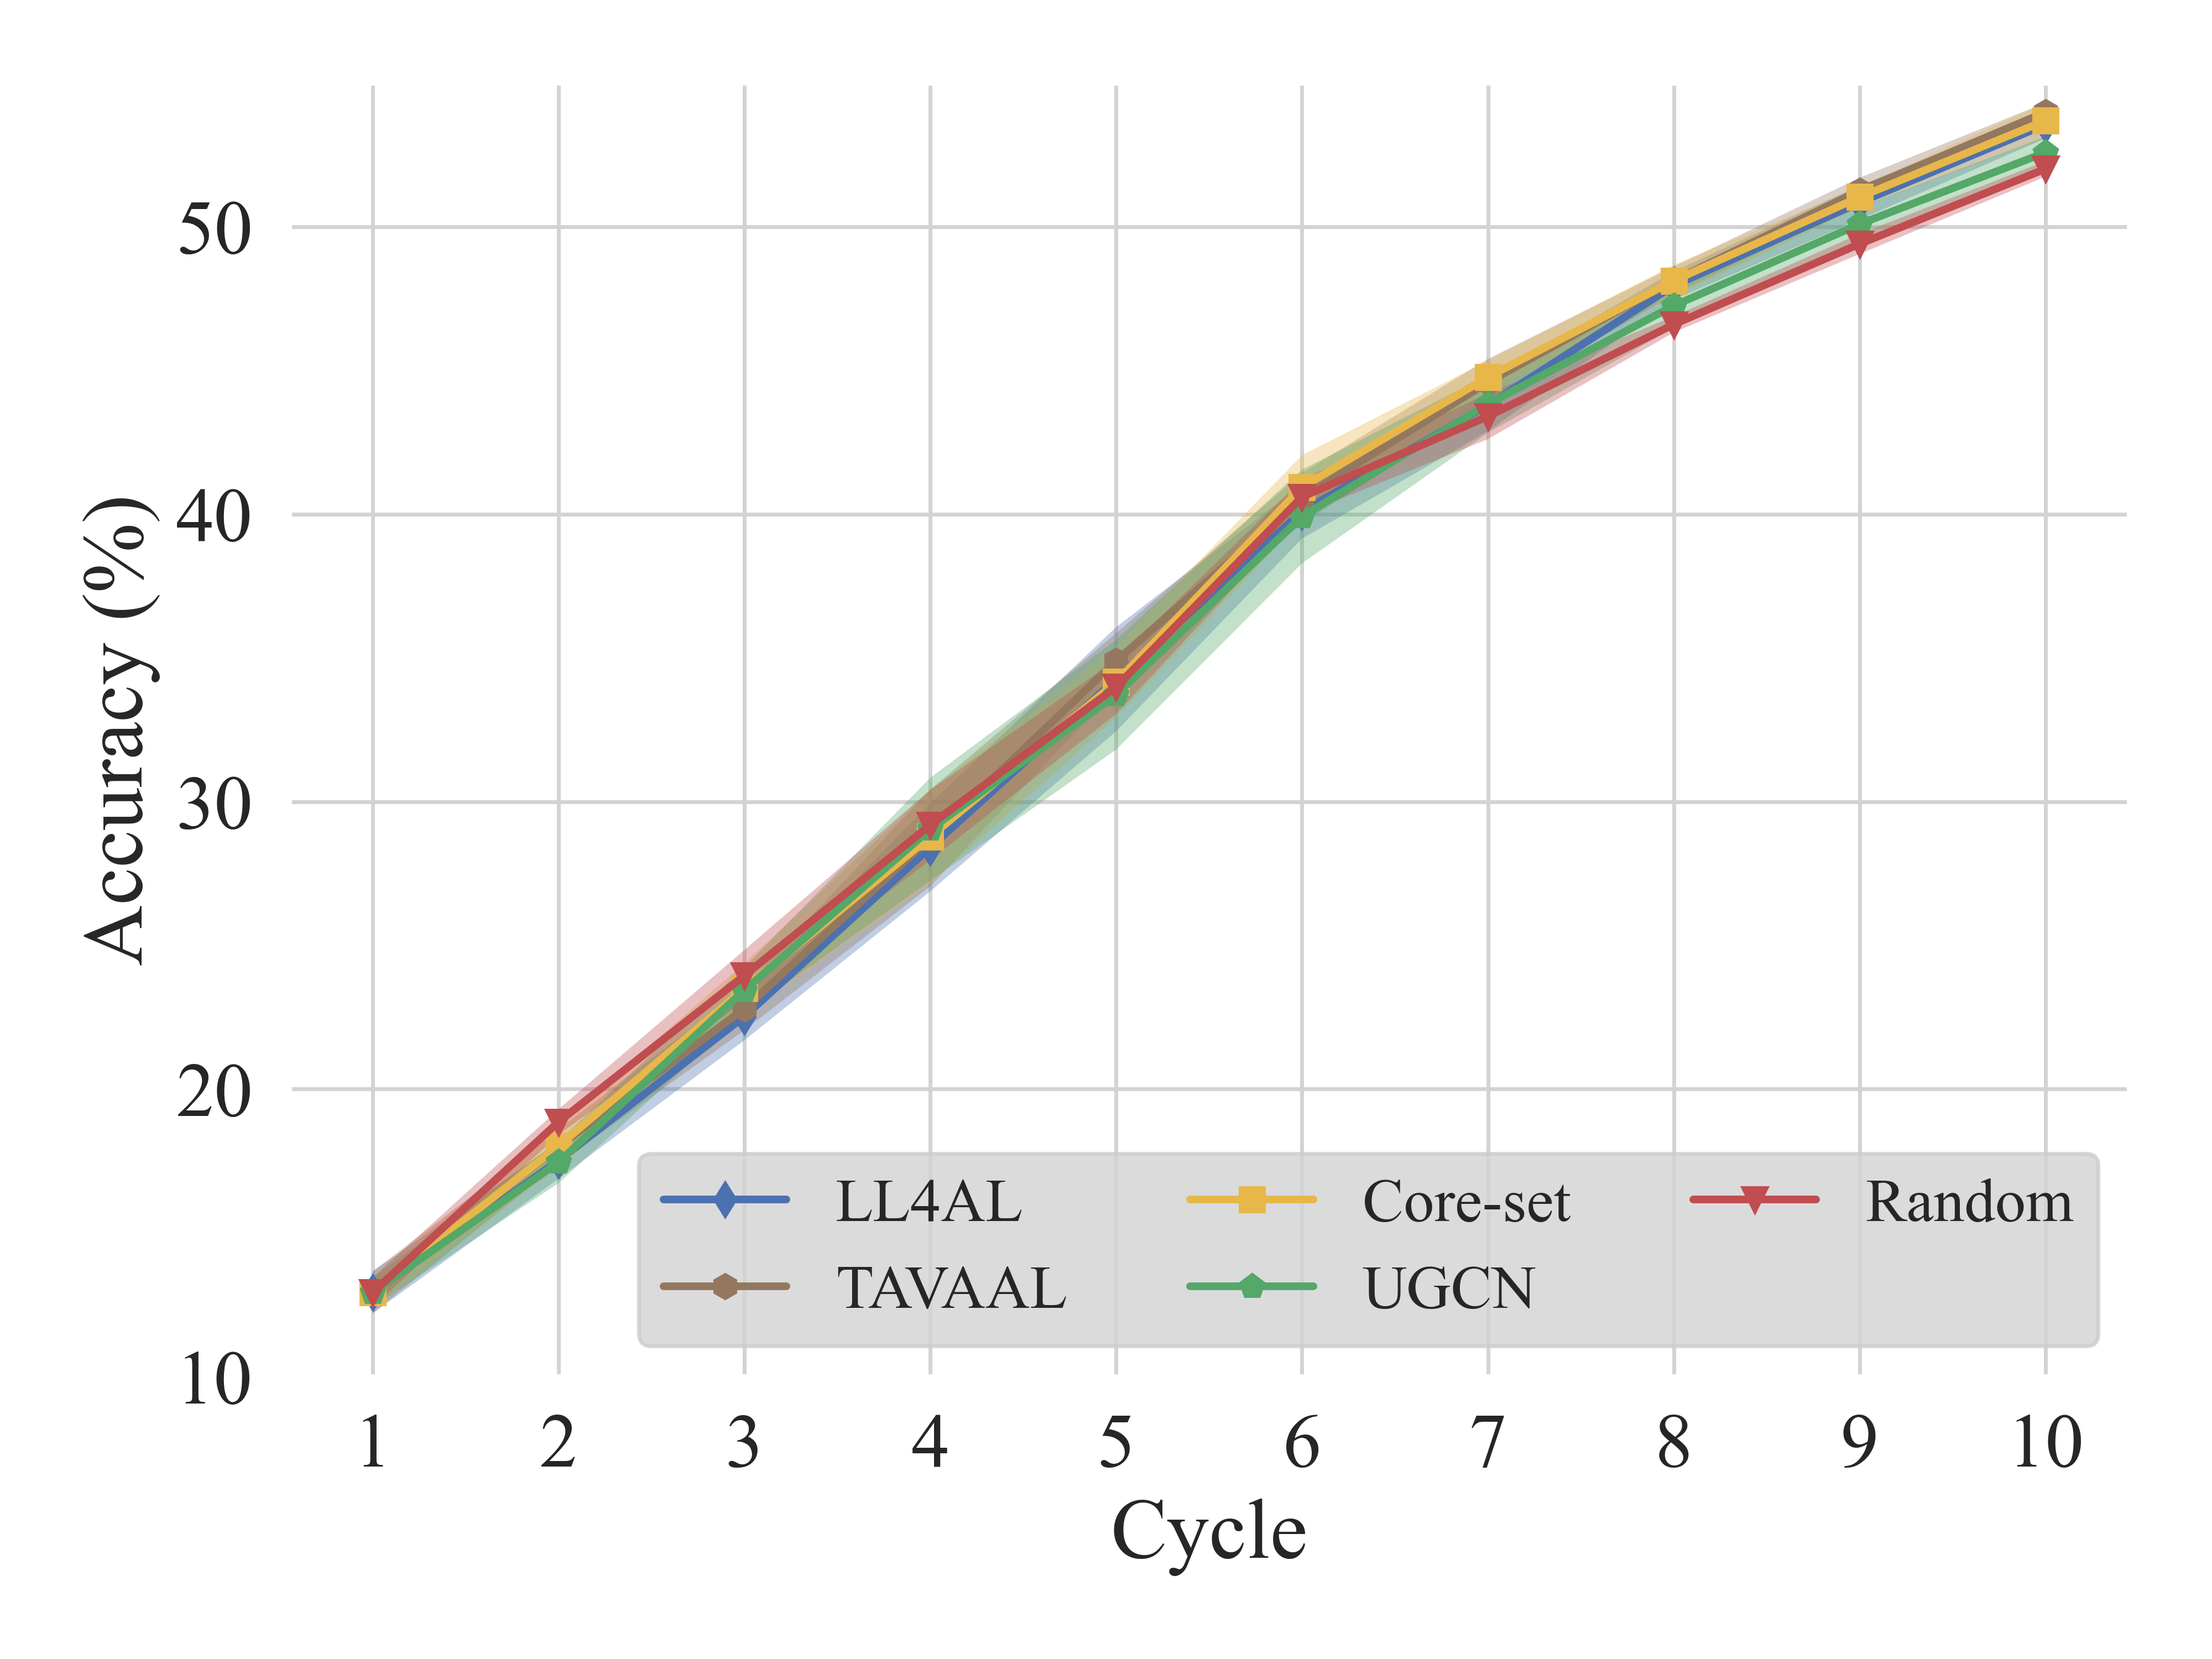 Accuracy (%)
50
40
30
20
10
LL4AL
TAVAAL
Core-set
UGCN
Random
1 2 3 4 5 6 7 8 9 10
Cycle